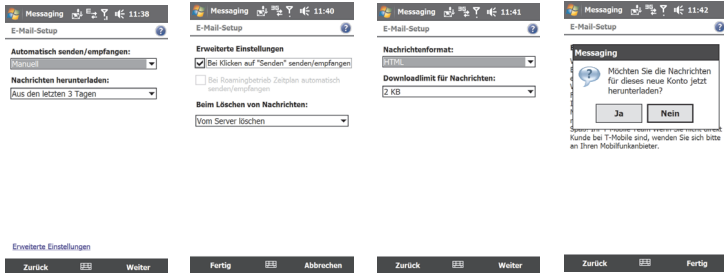 Messaging 11:38
E-Mail-Setup
Automatisch senden/empfangen:
Manuell
Nachrichten herunterladen:
Aus den letzten 3 Tagen
Erweiterte Einstellungen
Zurück Weiter
Messaging 11:40
E-Mail-Setup
Erweiterte Einstellungen
Bei Klicken auf "Senden" senden/empfangen
Bei Roamingbetrieb Zeitplan automatisch
senden/empfangen
Beim Löschen von Nachrichten:
Vom Server löschen
Fertig Abbrechen
Messaging 11:41
E-Mail-Setup
Nachrichtenformat:
HTML
Downloadlimit für Nachrichten:
2 KB
Zurück Weiter
Messaging 11:42
E-Mail-Setup
Messaging
Möchten Sie die Nachrichten
für dieses neue Konto jetzt
herunterladen?
Ja Nein
Kunde bei T-Mobile sind, wenden Sie sich bitte
an Ihren Mobilfunkanbieter.
Zurück Fertig